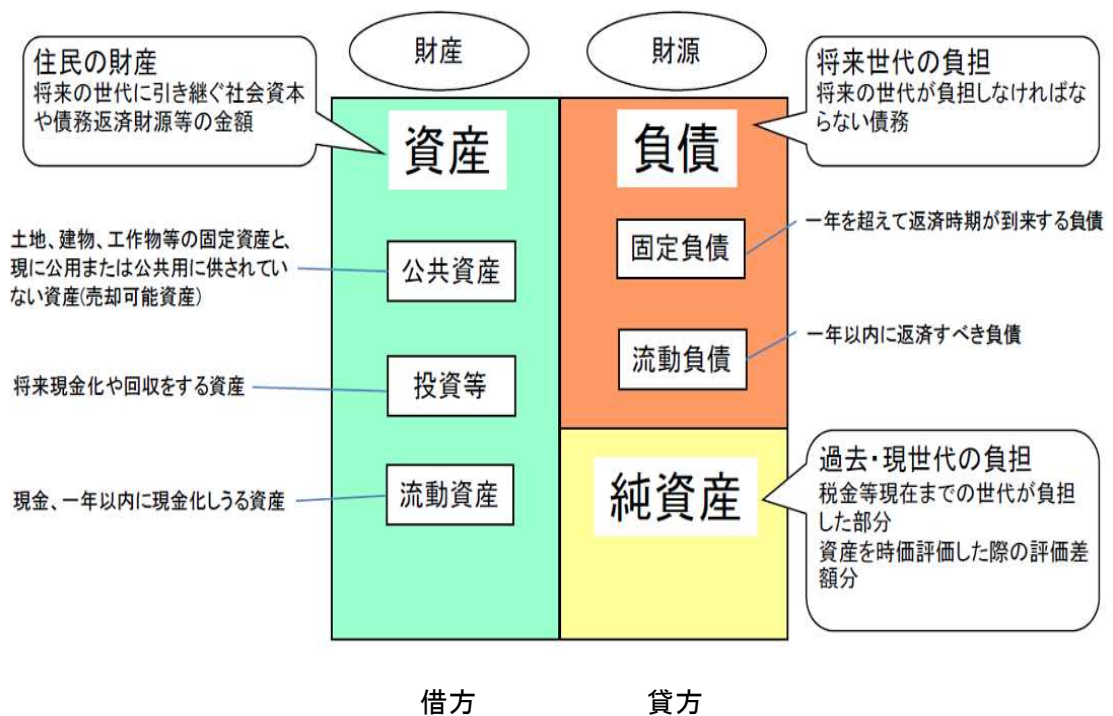 財産
財源
住民の財産
将来の世代に引き継ぐ社会資本
や債務返済財源等の金額
将来世代の負担
将来の世代が負担しなければな
らない債務
資産
負債
土地、建物、工作物等の固定資産と、
現に公用または公共用に供されてい
ない資産(売却可能資産)
公共資産
固定負債
一年を超えて返済時期が到来する負債
将来現金化や回収をする資産
投資等
流動負債
一年以内に返済すべき負債
現金、一年以内に現金化しうる資産
流動資産
純資産
過去・現世代の負担
税金等現在までの世代が負担
した部分
資産を時価評価した際の評価差
額分
借方
貸方